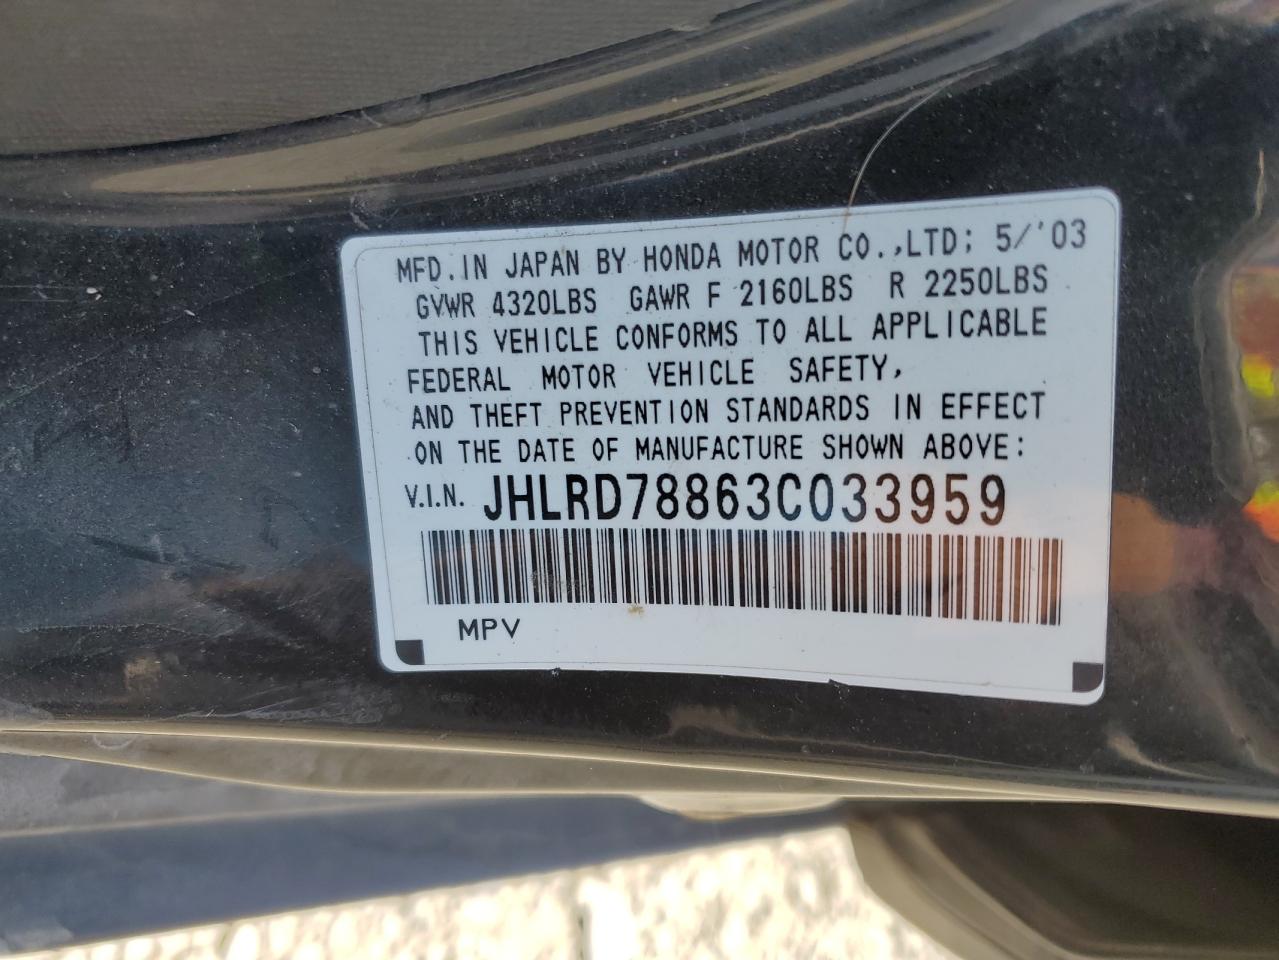 MFD. IN JAPAN BY HONDA MOTOR CO.,LTD; 5/'03
GVWR 4320LBS GAWR F 2160LBS R 2250LBS
THIS VEHICLE CONFORMS TO ALL APPLICABLE
FEDERAL MOTOR VEHICLE SAFETY,
AND THEFT PREVENTION STANDARDS IN EFFECT
ON THE DATE OF MANUFACTURE SHOWN ABOVE:
V.I.N. JHLRD78863C033959
MPV